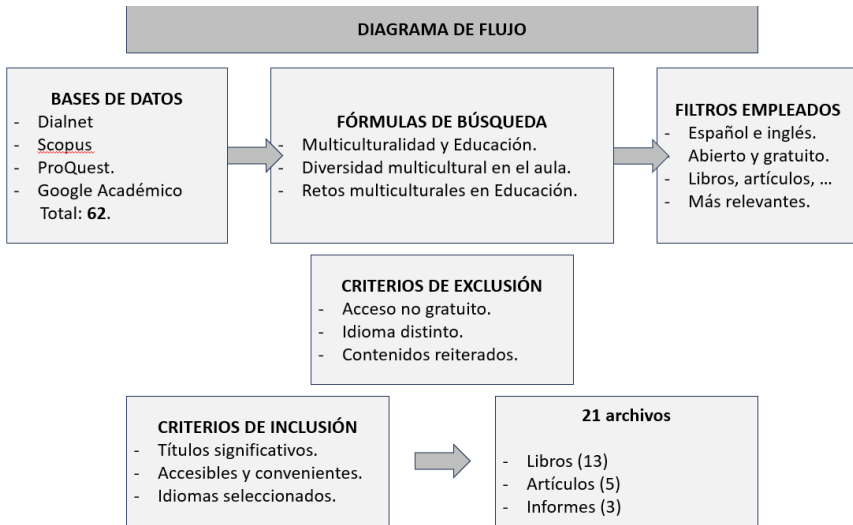 DIAGRAMA DE FLUJO
BASES DE DATOS
- Dialnet
- Scopus
- ProQuest.
- Google Académico
Total: 62.
FÓRMULAS DE BÚSQUEDA
- Multiculturalidad y Educación.
- Diversidad multicultural en el aula.
- Retos multiculturales en Educación.
FILTROS EMPLEADOS
- Español e inglés.
- Abierto y gratuito.
- Libros, artículos, ...
- Más relevantes.
CRITERIOS DE EXCLUSIÓN
- Acceso no gratuito.
- Idioma distinto.
- Contenidos reiterados.
CRITERIOS DE INCLUSIÓN
- Títulos significativos.
- Accesibles y convenientes.
- Idiomas seleccionados.
21 archivos
- Libros (13)
- Artículos (5)
- Informes (3)